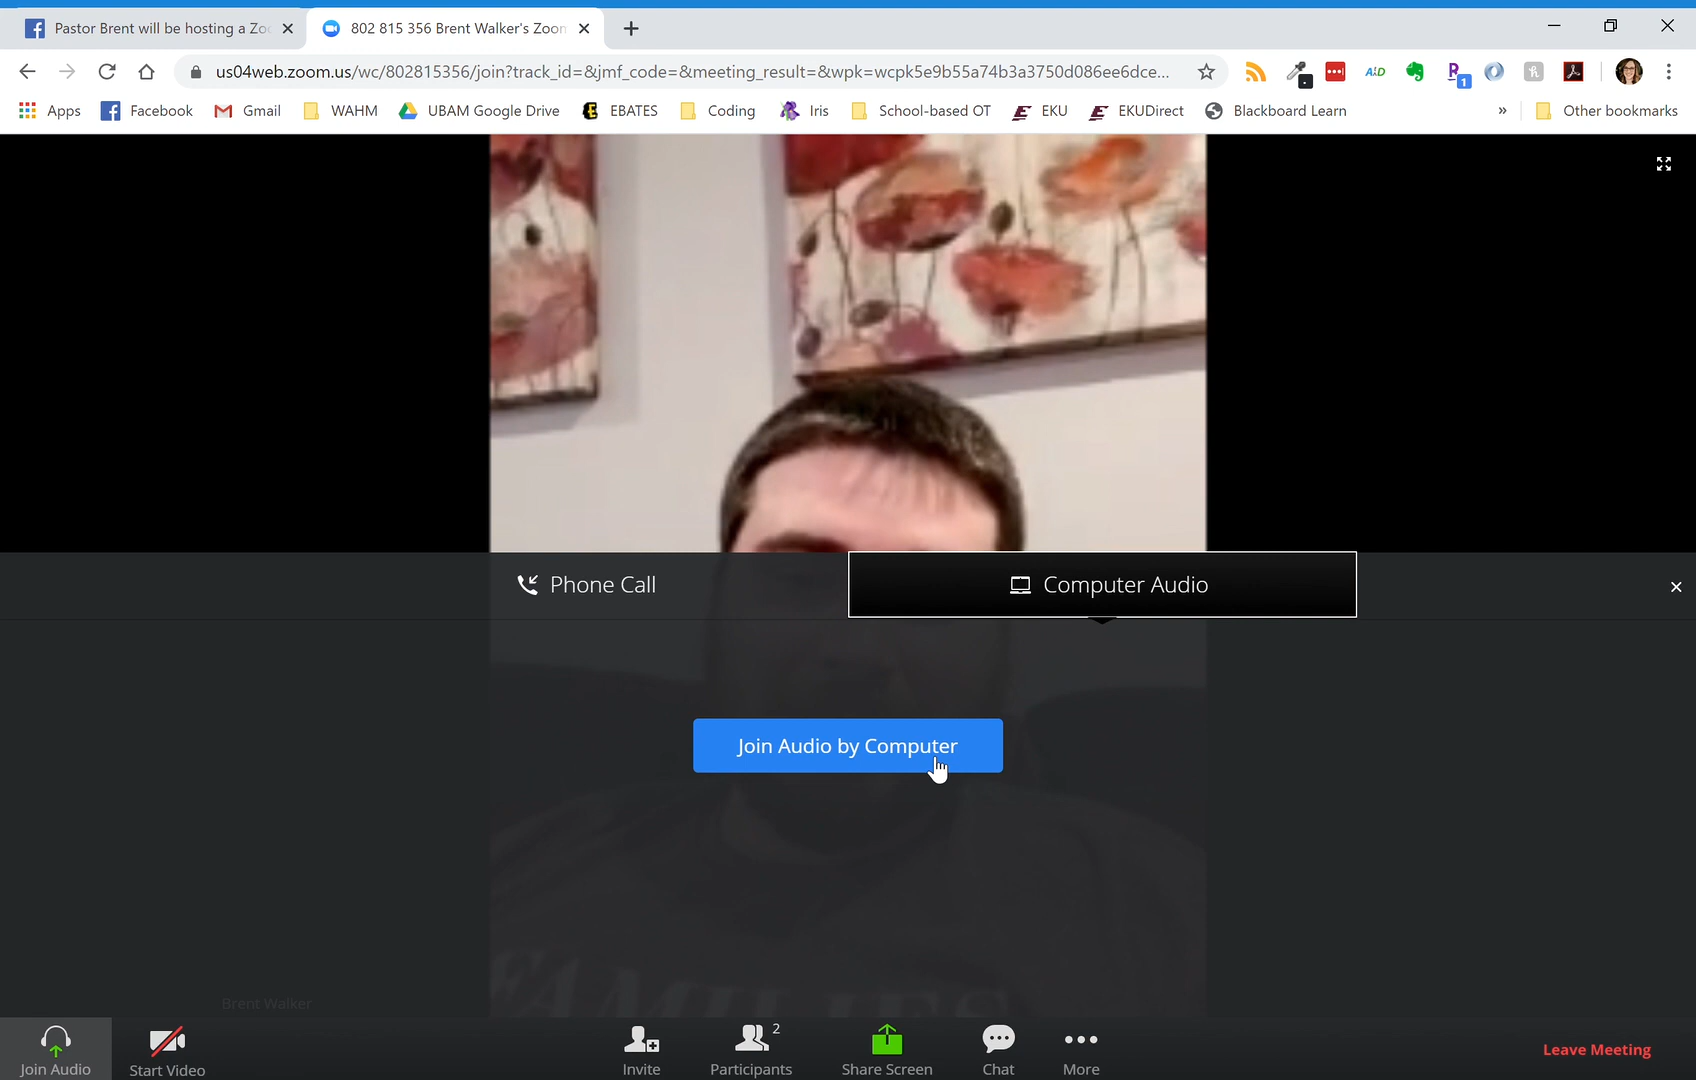 Pastor Brent will be hosting a Zo
802 815 356 Brent Walker's Zoom
us04web.zoom.us/wc/802815356/join?track_id=&jmf_code=&meeting_result=&wpk=wcpk5e9b55a74b3a3750d086ee6dce...
Apps Facebook Gmail WAHM UBAM Google Drive EBATES Coding Iris School-based OT EKU EKUDirect Blackboard Learn » Other bookmarks
Phone Call
Computer Audio
Join Audio by Computer
FAMILIES
Brent Walker
2
Join Audio Start Video Invite Participants Share Screen Chat More Leave Meeting